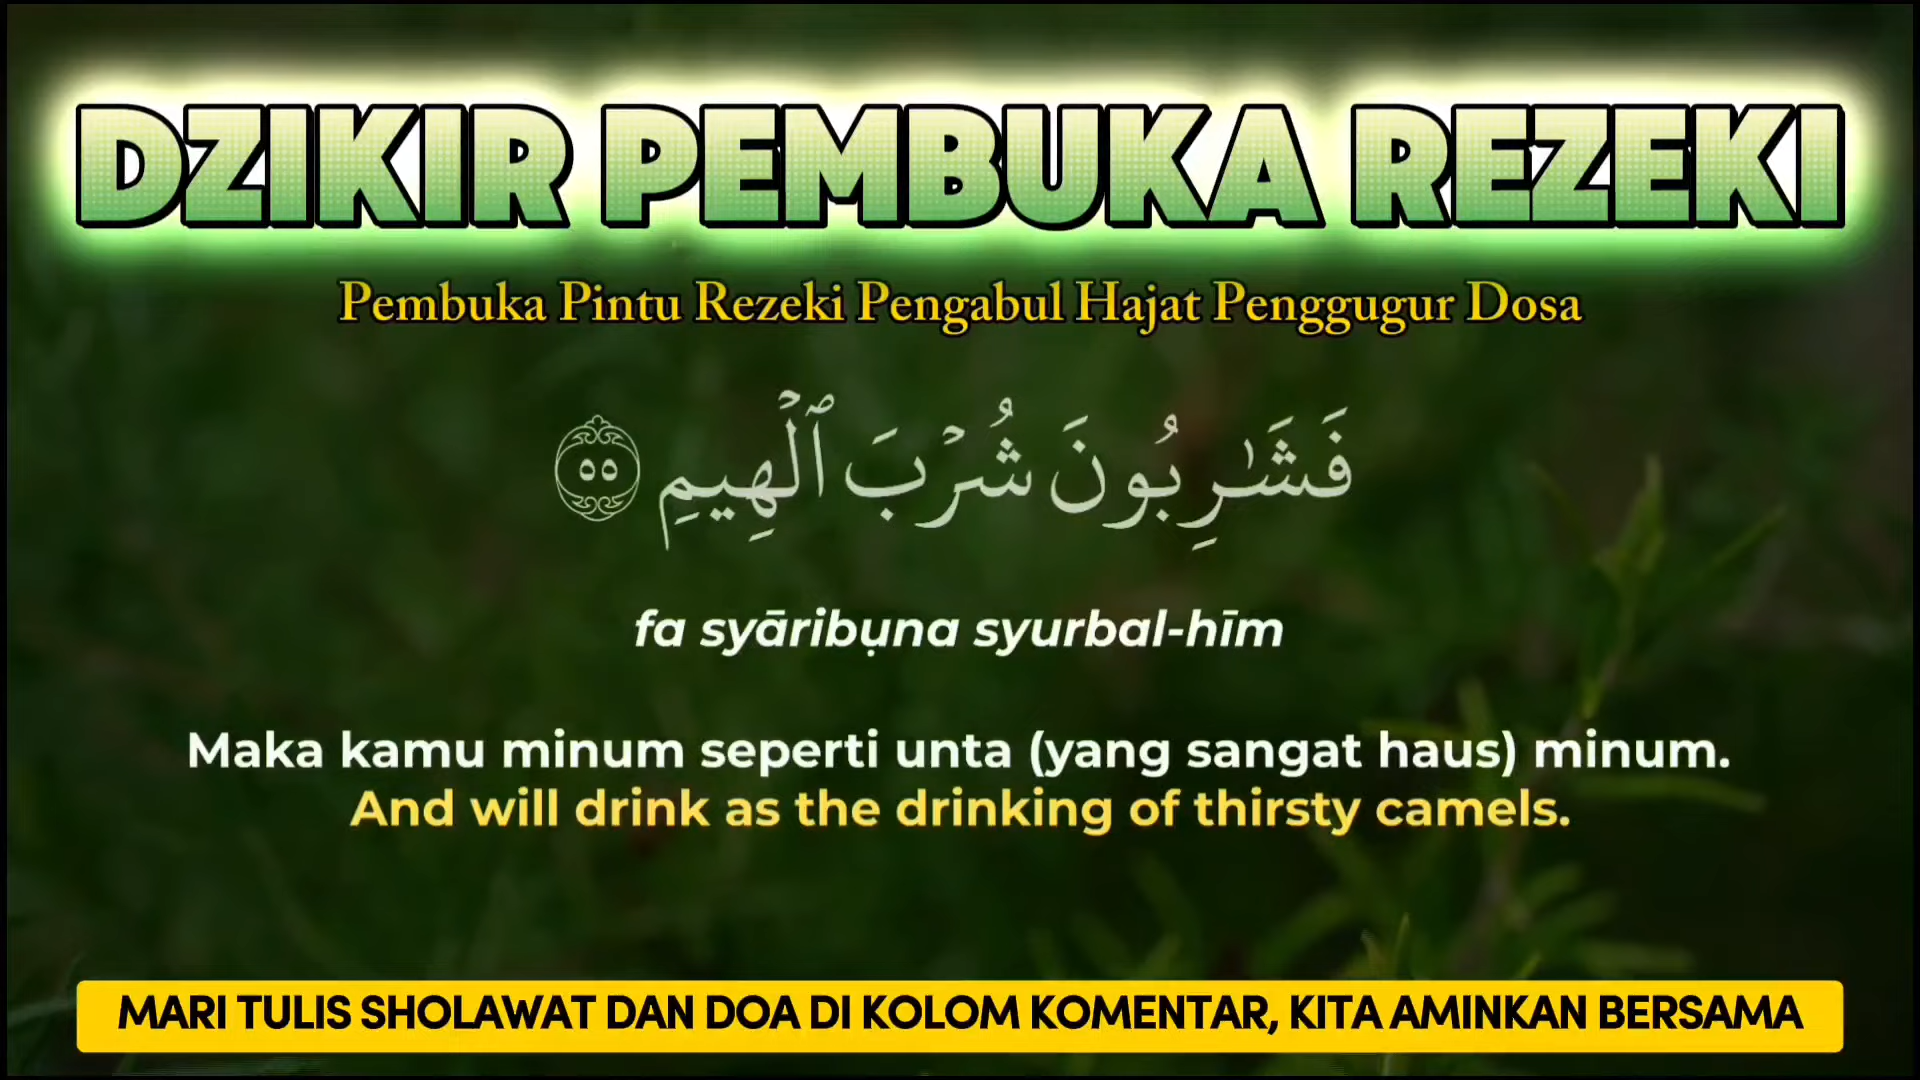 DZIKIR PEMBUKA REZEKI
Pembuka Pintu Rezeki Pengabul Hajat Penggugur Dosa
فَشَـٰرِبُونَ شُرْبَ ٱلْهِيمِ ٥٥
fa syāribụna syurbal-hīm
Maka kamu minum seperti unta (yang sangat haus) minum.
And will drink as the drinking of thirsty camels.
MARI TULIS SHOLAWAT DAN DOA DI KOLOM KOMENTAR, KITA AMINKAN BERSAMA